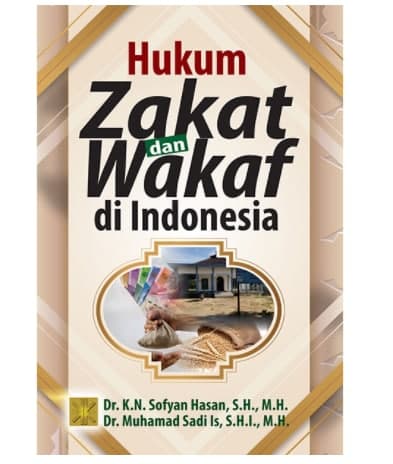 Hukum
Zakat
dan
Wakaf
di Indonesia
Dr. K.N. Sofyan Hasan, S.H., M.H.
Dr. Muhamad Sadi Is, S.H.I., M.H.